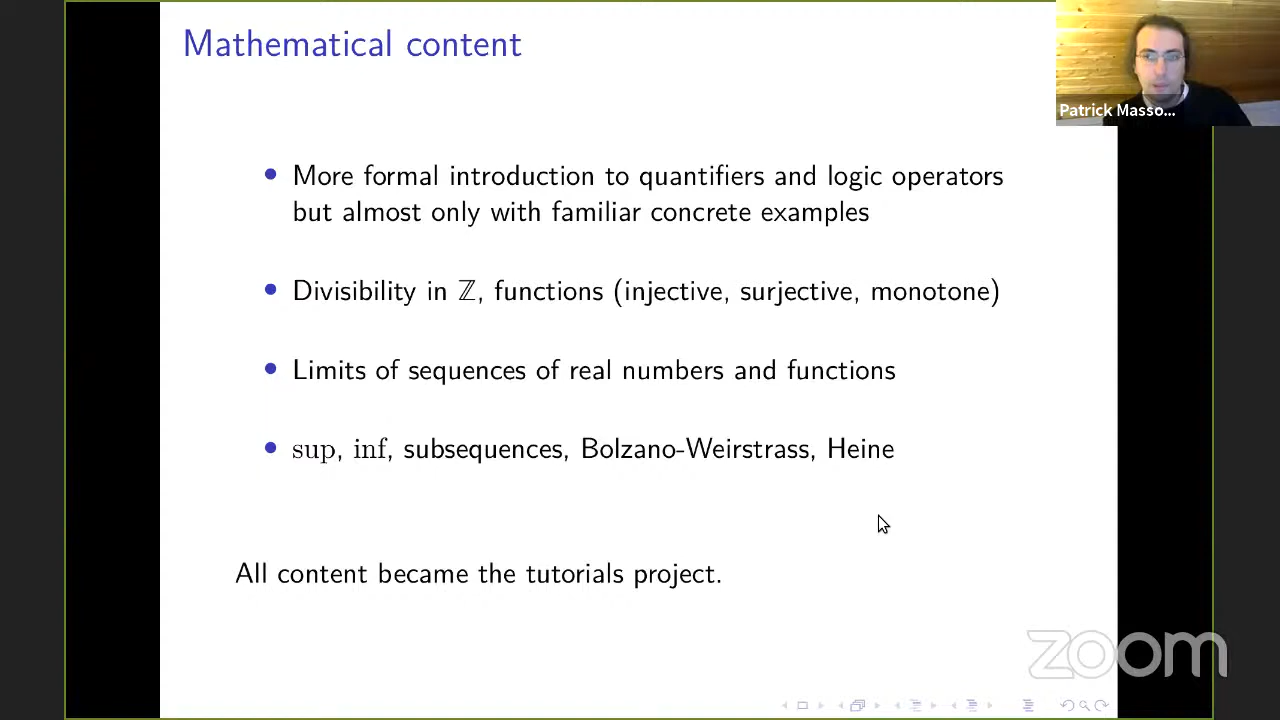 Mathematical content
Patrick Masso...
More formal introduction to quantifiers and logic operators
but almost only with familiar concrete examples
Divisibility in ℤ, functions (injective, surjective, monotone)
Limits of sequences of real numbers and functions
sup, inf, subsequences, Bolzano-Weirstrass, Heine
All content became the tutorials project.
zoom